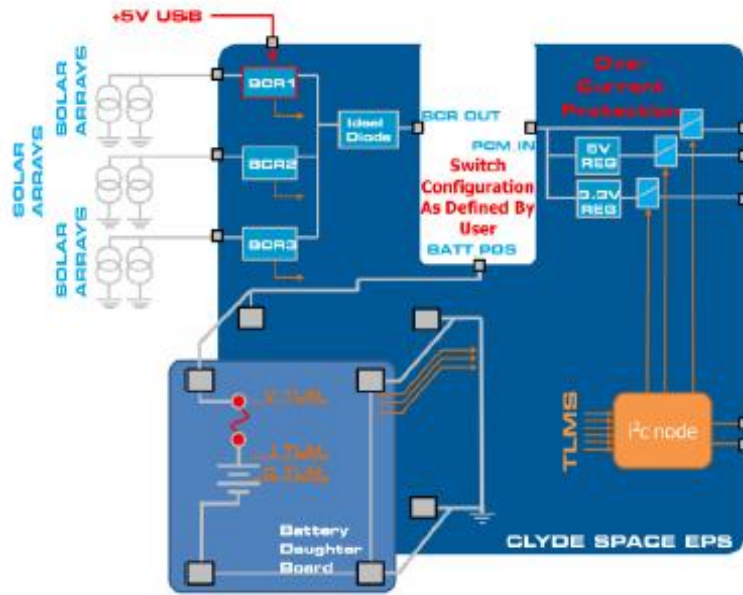 +5V USB
SOLAR
ARRAYS
SOLAR
ARRAYS
SOLAR
ARRAYS
BCR1
BCR2
BCR3
Ideal
Diode
BCR OUT
PCM IN
Switch
Configuration
As Defined By
User
BATT POS
Over
Current
Protection
5V
REG
3.3V
REG
V TLM
I TLM
TLMS
I²C node
Battery
Daughter
Board
CLYDE SPACE EPS